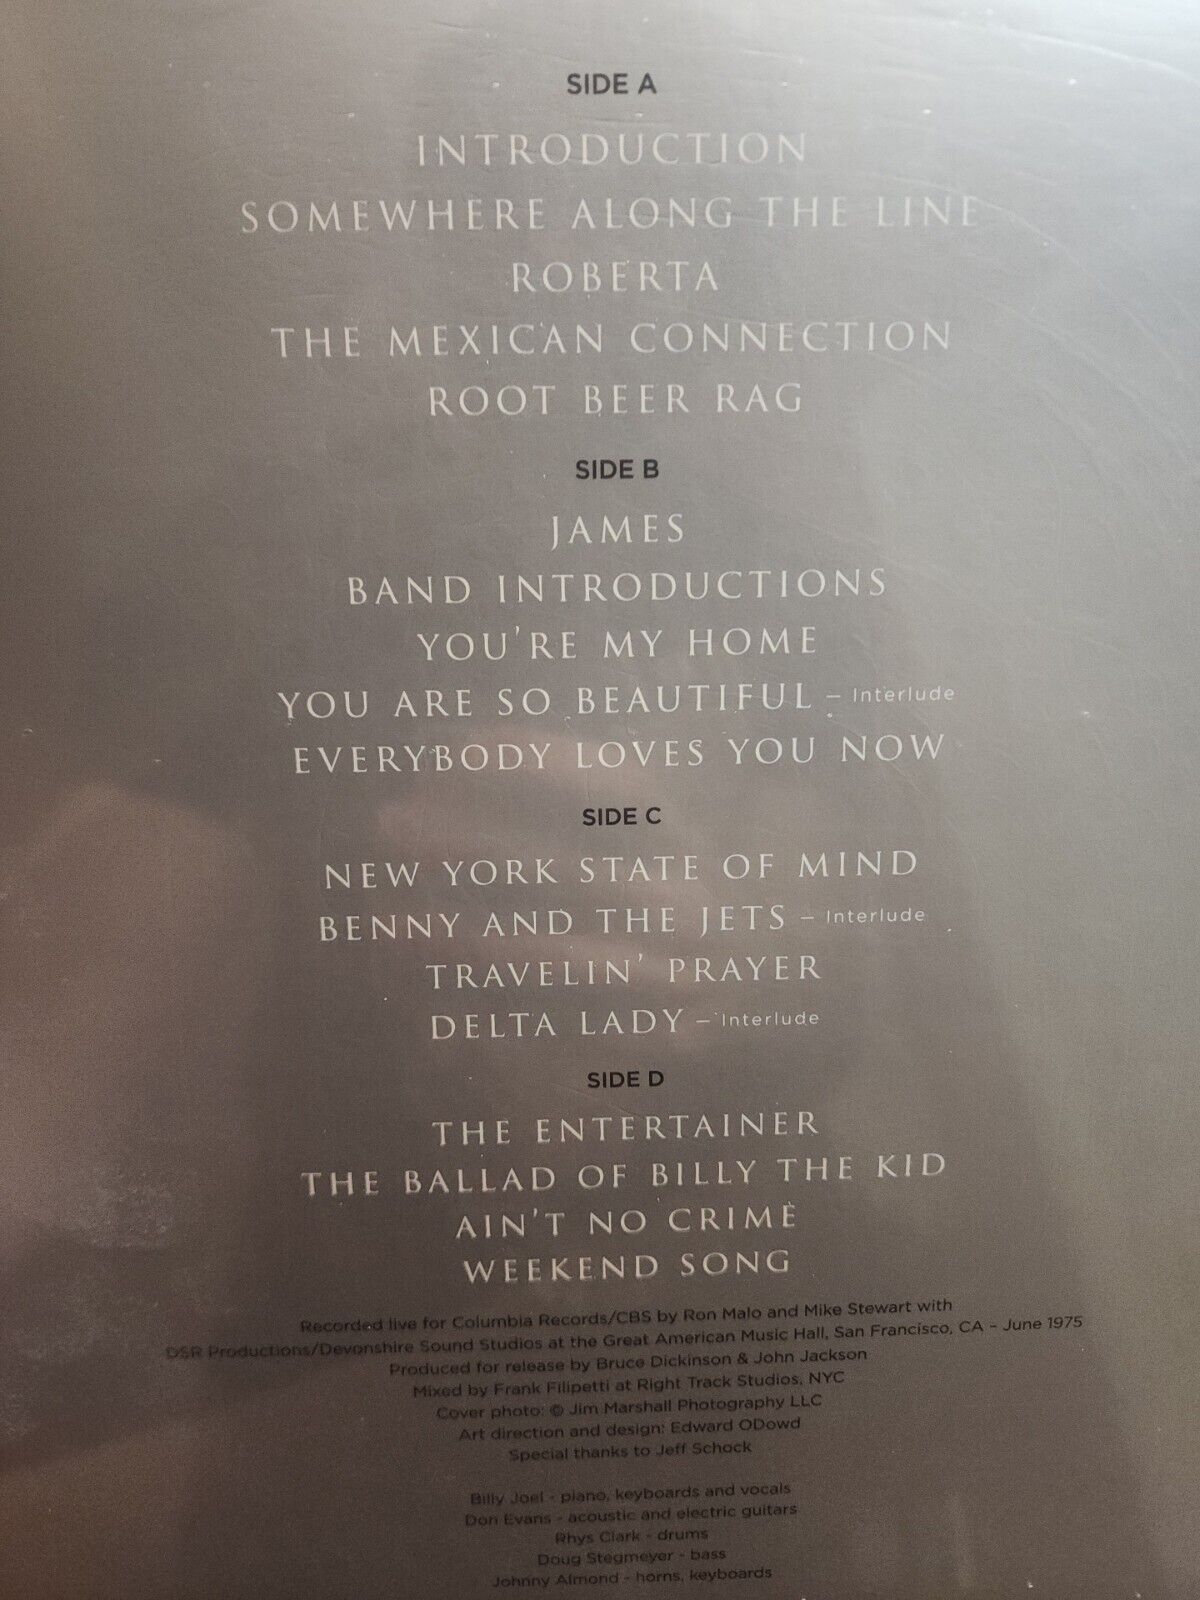 SIDE A
INTRODUCTION
SOMEWHERE ALONG THE LINE
ROBERTA
THE MEXICAN CONNECTION
ROOT BEER RAG
SIDE B
JAMES
BAND INTRODUCTIONS
YOU'RE MY HOME
YOU ARE SO BEAUTIFUL – Interlude
EVERYBODY LOVES YOU NOW
SIDE C
NEW YORK STATE OF MIND
BENNY AND THE JETS – Interlude
TRAVELIN' PRAYER
DELTA LADY – Interlude
SIDE D
THE ENTERTAINER
THE BALLAD OF BILLY THE KID
AIN'T NO CRIME
WEEKEND SONG
Recorded live for Columbia Records/CBS by Ron Malo and Mike Stewart with
DSR Productions/Devonshire Sound Studios at the Great American Music Hall, San Francisco, CA – June 1975
Produced for release by Bruce Dickinson & John Jackson
Mixed by Frank Filipetti at Right Track Studios, NYC
Cover photo: © Jim Marshall Photography LLC
Art direction and design: Edward ODowd
Special thanks to Jeff Schock
Billy Joel - piano, keyboards and vocals
Don Evans - acoustic and electric guitars
Rhys Clark - drums
Doug Stegmeyer - bass
Johnny Almond - horns, keyboards